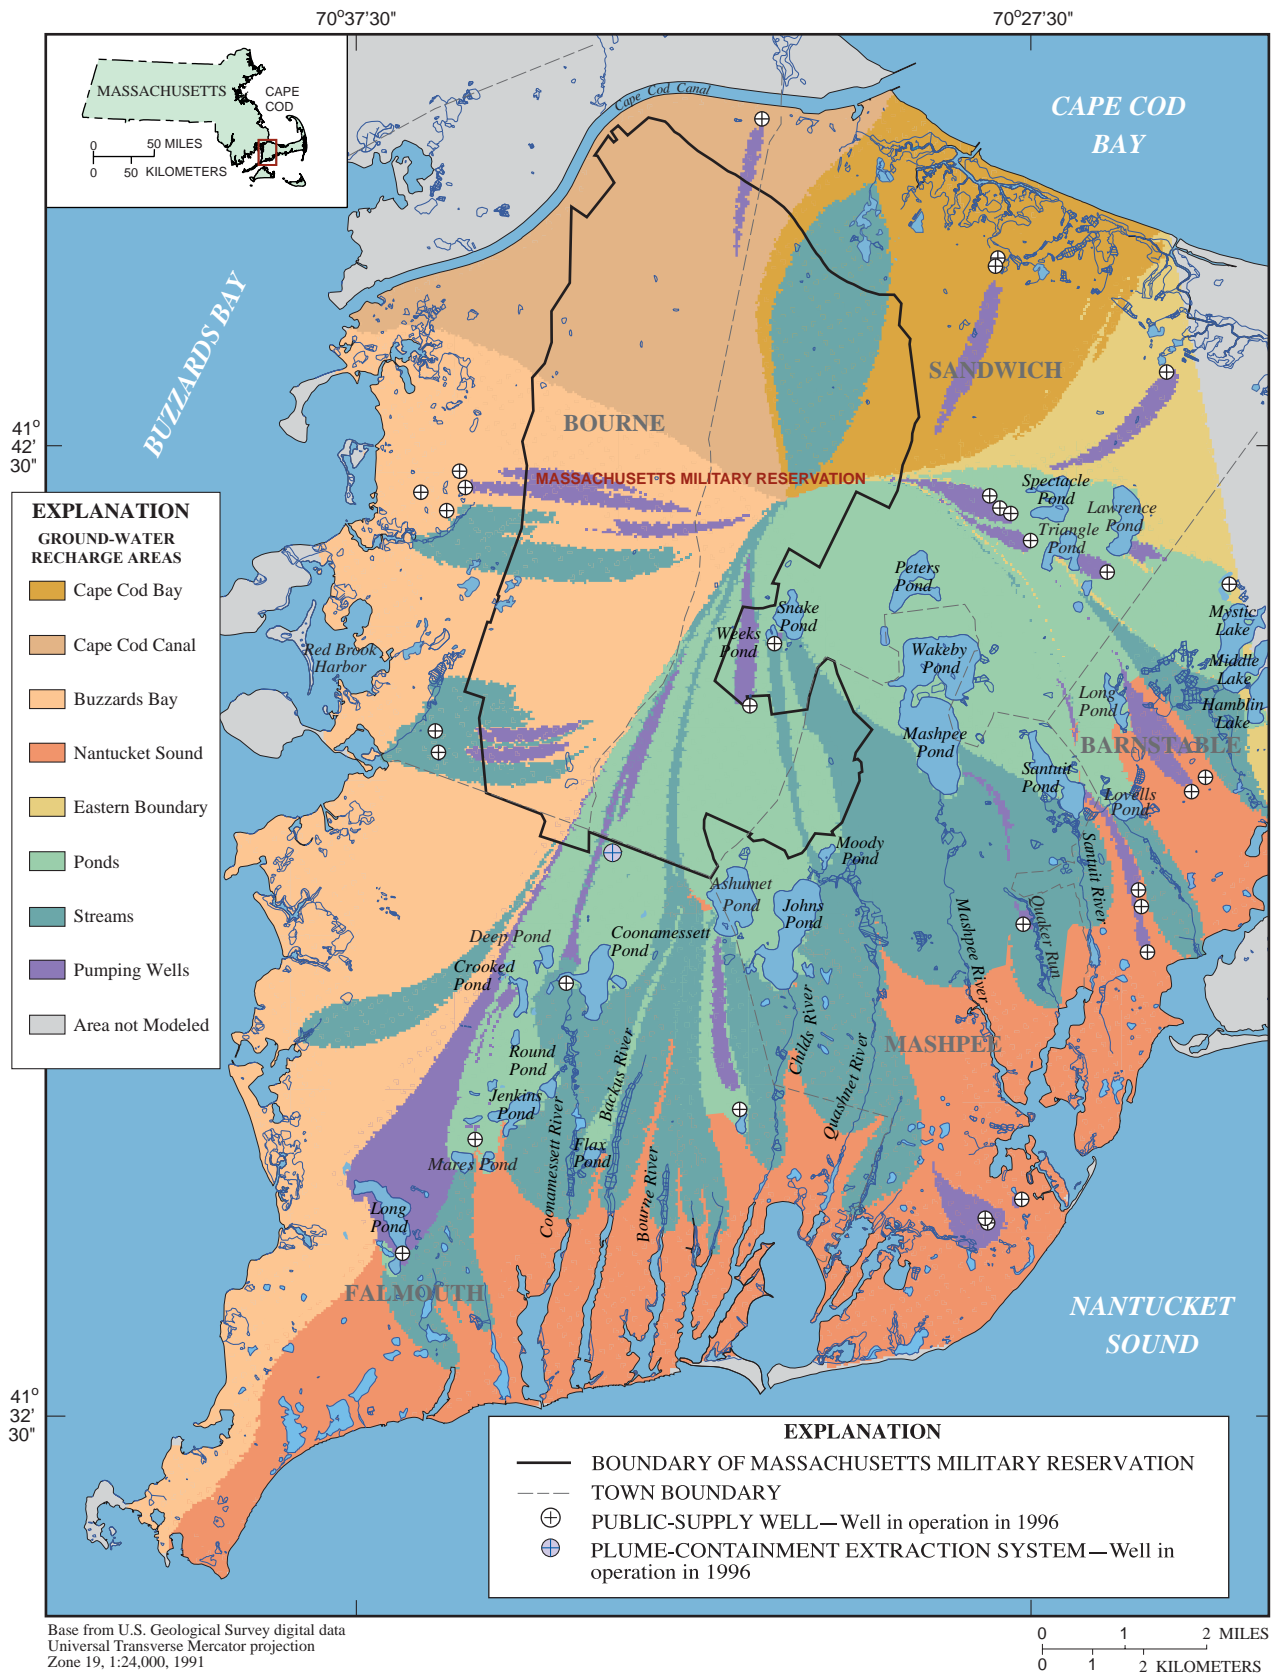 70°37'30"
70°27'30"
MASSACHUSETTS
CAPE
COD
0
50 MILES
0
50
KILOMETERS
Cape Cod Canal
CAPE COD
BAY
BUZZARDS BAY
SANDWICH
BOURNE
41°
42'
30"
MASSACHUSETTS MILITARY RESERVATION
Spectacle
Pond
Lawrence
Pond
Triangle
Pond
Peters
Pond
Snake
Pond
Weeks
Pond
Mystic
Lake
Wakeby
Pond
Middle
Lake
Red Brook
Harbor
Long
Pond
Hamblin
Lake
Mashpee
Pond
BARNSTABLE
Santuit
Pond
Lovells
Pond
Santuit River
Moody
Pond
Ashumet
Pond
Johns
Pond
Mashpee River
Quaker Run
Deep Pond
Coonamessett
Pond
Crooked
Pond
Childs River
MASHPEE
Round
Pond
Backus River
Quashnet River
Jenkins
Pond
Coonamessett River
Flax
Pond
Mares Pond
Bourne River
Long
Pond
FALMOUTH
NANTUCKET
SOUND
41°
32'
30"
EXPLANATION
GROUND-WATER
RECHARGE AREAS
Cape Cod Bay
Cape Cod Canal
Buzzards Bay
Nantucket Sound
Eastern Boundary
Ponds
Streams
Pumping Wells
Area not Modeled
EXPLANATION
BOUNDARY OF MASSACHUSETTS MILITARY RESERVATION
TOWN BOUNDARY
PUBLIC-SUPPLY WELL—Well in operation in 1996
PLUME-CONTAINMENT EXTRACTION SYSTEM—Well in
operation in 1996
Base from U.S. Geological Survey digital data
Universal Transverse Mercator projection
Zone 19, 1:24,000, 1991
0 1 2 MILES
0 1 2 KILOMETERS